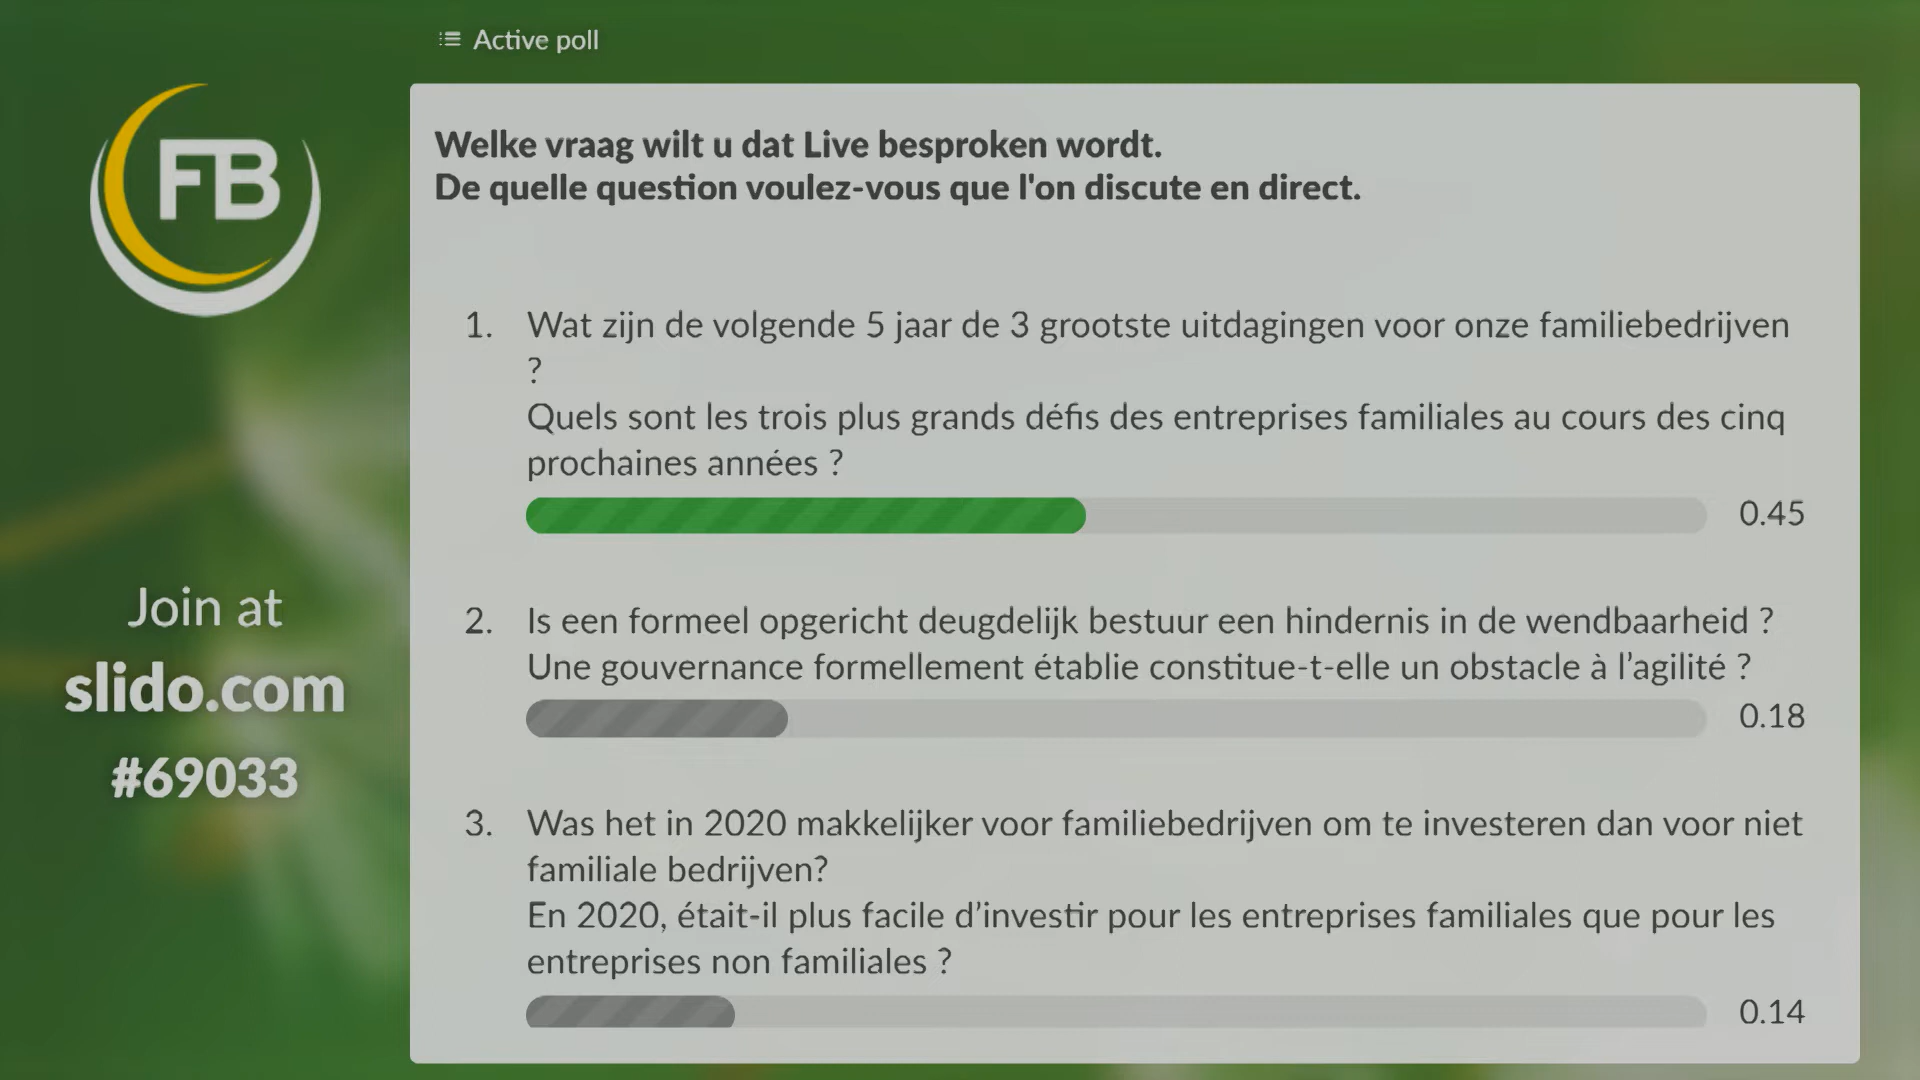 Active poll
FB
Welke vraag wilt u dat Live besproken wordt.
De quelle question voulez-vous que l'on discute en direct.
1. Wat zijn de volgende 5 jaar de 3 grootste uitdagingen voor onze familiebedrijven
?
Quels sont les trois plus grands défis des entreprises familiales au cours des cinq
prochaines années ?
0.45
2. Is een formeel opgericht deugdelijk bestuur een hindernis in de wendbaarheid ?
Une gouvernance formellement établie constitue-t-elle un obstacle à l’agilité ?
0.18
3. Was het in 2020 makkelijker voor familiebedrijven om te investeren dan voor niet
familiale bedrijven?
En 2020, était-il plus facile d’investir pour les entreprises familiales que pour les
entreprises non familiales ?
0.14
Join at
slido.com
#69033